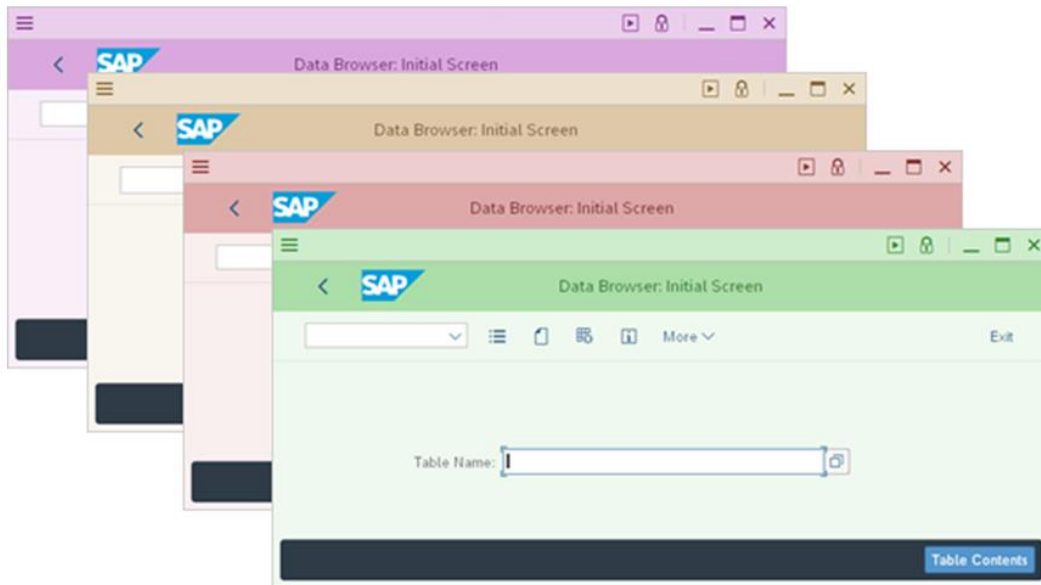 SAP
Data Browser: Initial Screen
SAP
Data Browser: Initial Screen
SAP
Data Browser: Initial Screen
SAP
Data Browser: Initial Screen
More
Exit
Table Name:
Table Contents